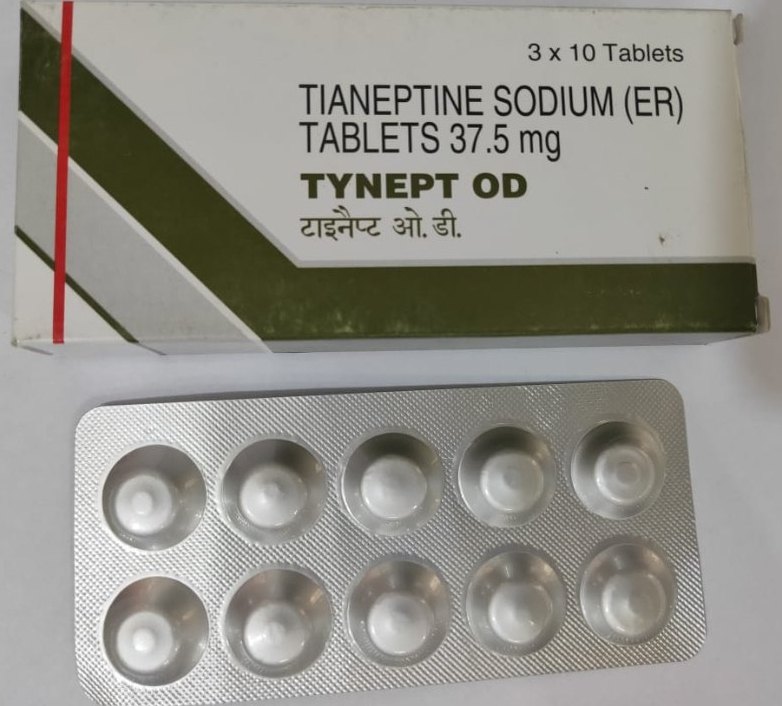 3 x 10 Tablets
TIANEPTINE SODIUM (ER)
TABLETS 37.5 mg
TYNEPT OD
टाइनैप्ट ओ. डी.